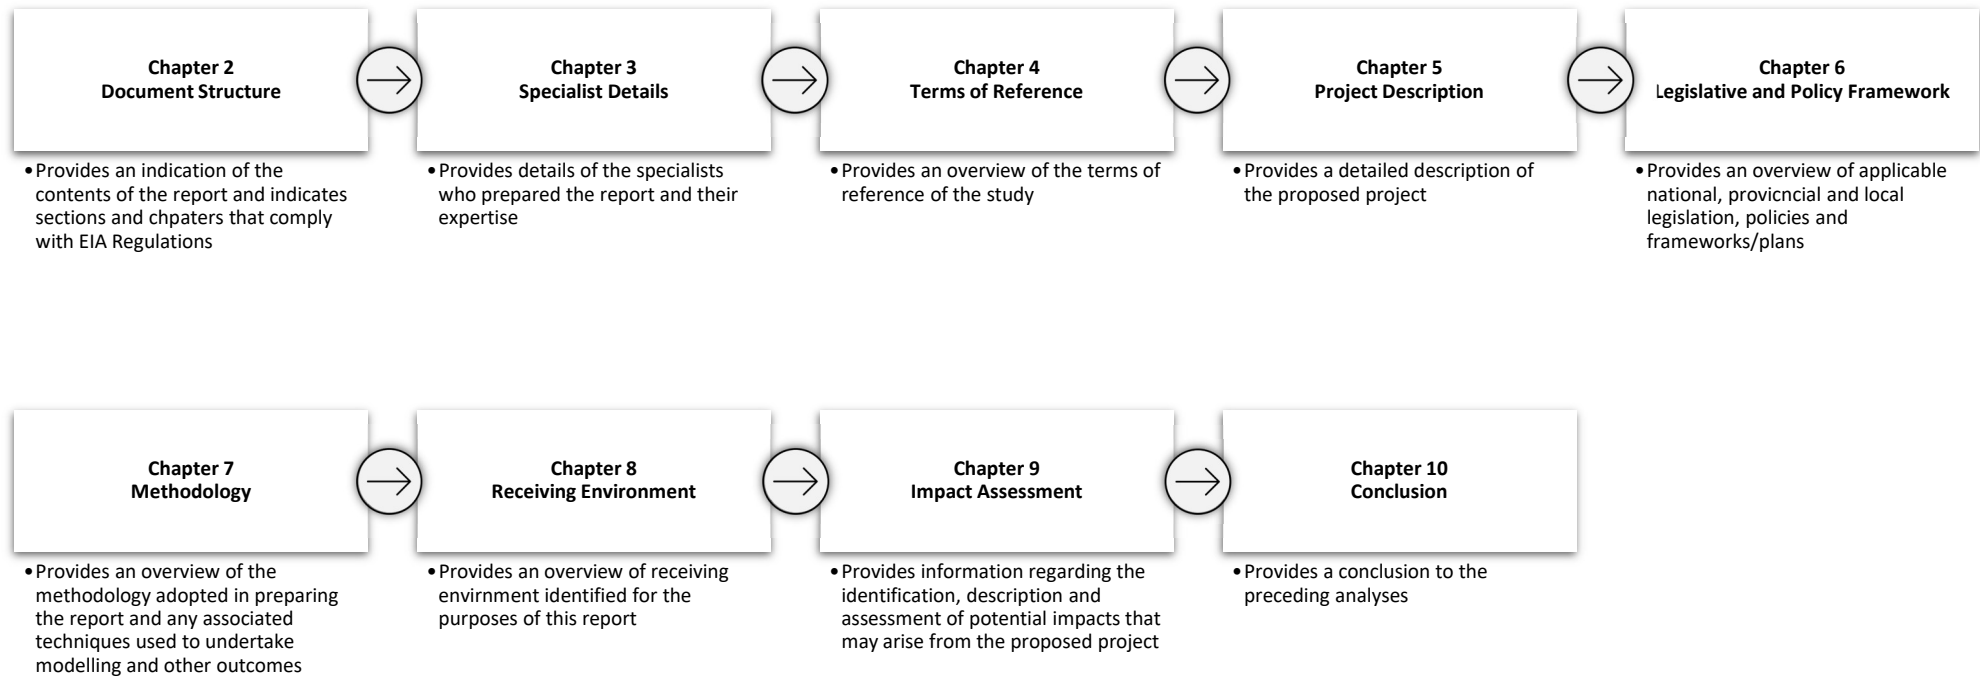 Chapter 2
Document Structure
•Provides an indication of the
contents of the report and indicates
sections and chpaters that comply
with EIA Regulations
Chapter 3
Specialist Details
•Provides details of the specialists
who prepared the report and their
expertise
Chapter 4
Terms of Reference
•Provides an overview of the terms of
reference of the study
Chapter 5
Project Description
•Provides a detailed description of
the proposed project
Chapter 6
Legislative and Policy Framework
•Provides an overview of applicable
national, provicncial and local
legislation, policies and
frameworks/plans
Chapter 7
Methodology
•Provides an overview of the
methodology adopted in preparing
the report and any associated
techniques used to undertake
modelling and other outcomes
Chapter 8
Receiving Environment
•Provides an overview of receiving
envirnment identified for the
purposes of this report
Chapter 9
Impact Assessment
•Provides information regarding the
identification, description and
assessment of potential impacts that
may arise from the proposed project
Chapter 10
Conclusion
•Provides a conclusion to the
preceding analyses